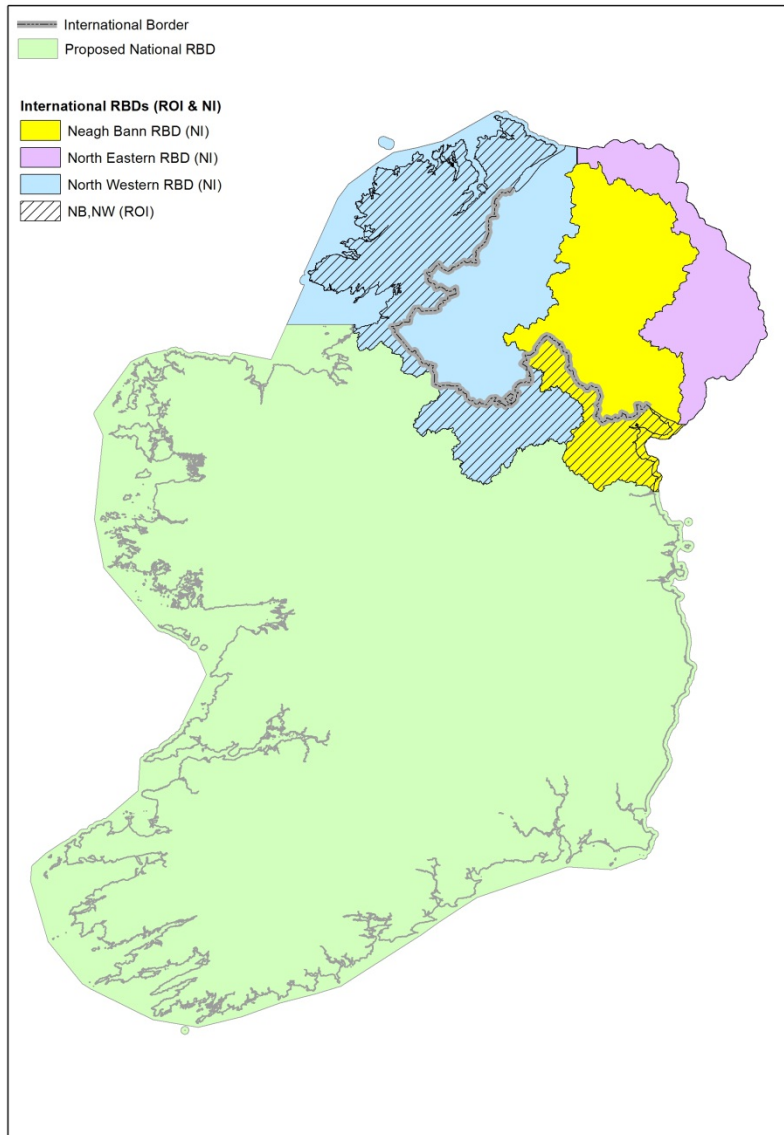 International Border
Proposed National RBD
International RBDs (ROI & NI)
Neagh Bann RBD (NI)
North Eastern RBD (NI)
North Western RBD (NI)
NB,NW (ROI)